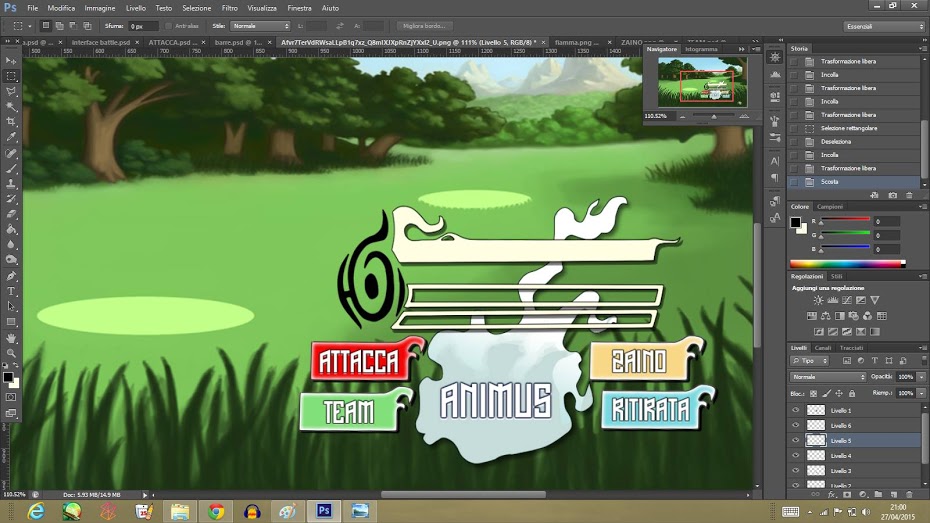 Ps File Modifica Immagine Livello Testo Selezione Filtro Visualizza Finestra Aiuto
Sfuma: 0 px Anti-alias Stile: Normale L: A: Migliora bordo... Essenziali
a.psd @ ... × interface battle.psd... × ATTACCA.psd ... × barre.psd @ 1... × Afvr7TerVdRWsaLLpB1q7xz_Q8mIXJXpRnZjYXxI2_U.png @ 111% (Livello 5, RGB/8) * × fiamma.png ... × ZAINO
500 550
Navigatore Istogramma
110.52%
Storia
Trasformazione libera
Incolla
Trasformazione libera
Incolla
Trasformazione libera
Selezione rettangolare
Deseleziona
Incolla
Trasformazione libera
Scosta
Colore Campioni
R 0
G 0
B 0
Regolazioni Stili
Aggiungi una regolazione
Livelli Canali Tracciati
Tipo
Normale Opacità: 100%
Bloc.: Riemp.: 100%
Livello 1
Livello 6
Livello 5
Livello 4
Livello 3
Livello 2
ATTACCA
ZAINO
ANIMUS
TEAM
RITIRATA
110.52% Doc: 5.93 MB/14.9 MB
21:00
27/04/2015